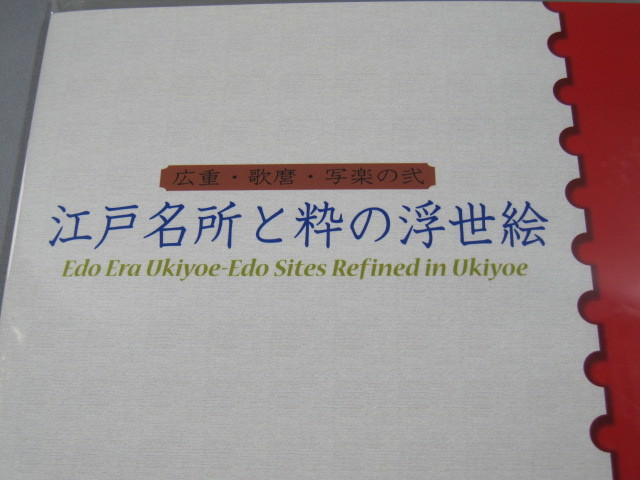 広重・歌麿・写楽の弐
江戸名所と粋の浮世絵
Edo Era Ukiyoe-Edo Sites Refined in Ukiyoe